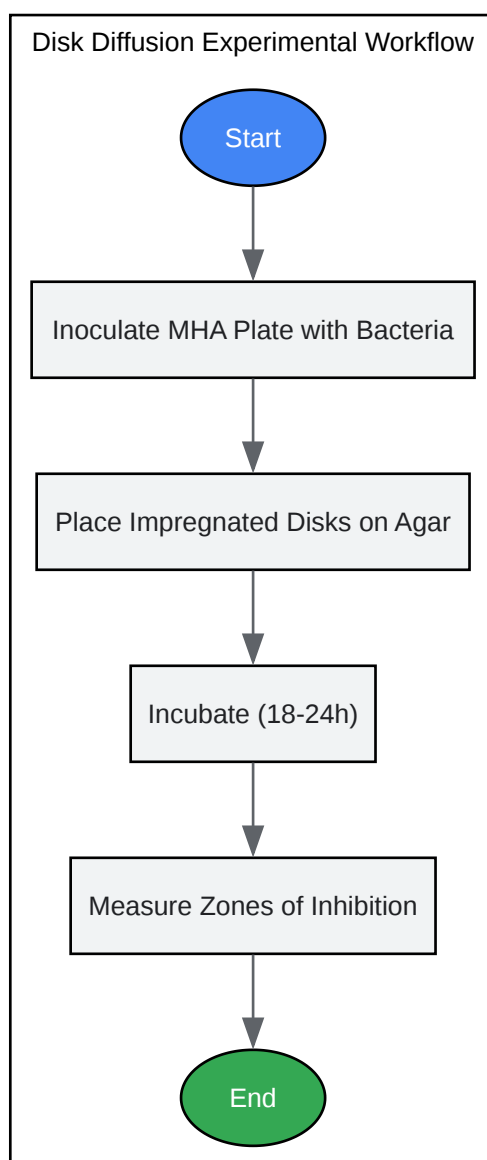 Disk Diffusion Experimental Workflow
Start
Inoculate MHA Plate with Bacteria
Place Impregnated Disks on Agar
Incubate (18-24h)
Measure Zones of Inhibition
End